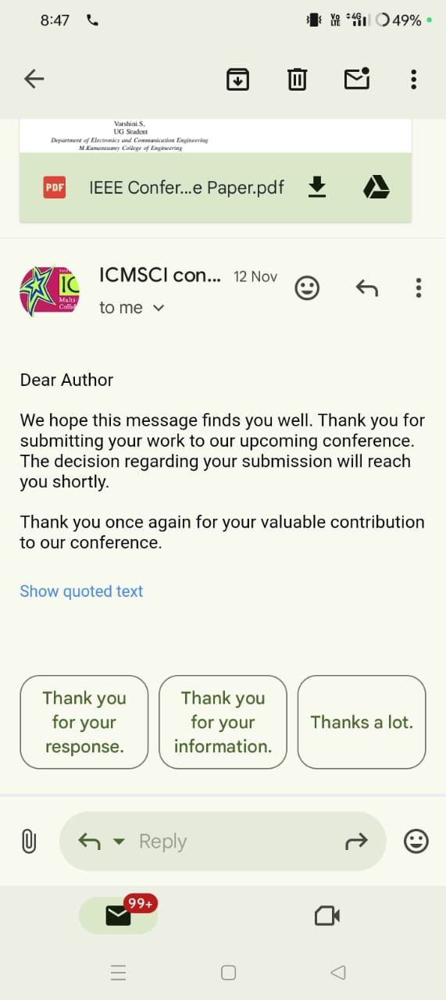 8:47
Vo
LTE
4G
49%
Varshini.S,
UG Student
Department of Electronics and Communication Engineering
M.Kumarasamy College of Engineering
PDF
IEEE Confer...e Paper.pdf
ICMSCI con... 12 Nov
to me
IC
Multi-
Dear Author
We hope this message finds you well. Thank you for
submitting your work to our upcoming conference.
The decision regarding your submission will reach
you shortly.
Thank you once again for your valuable contribution
to our conference.
Show quoted text
Thank you
for your
response.
Thank you
for your
information.
Thanks a lot.
Reply
99+